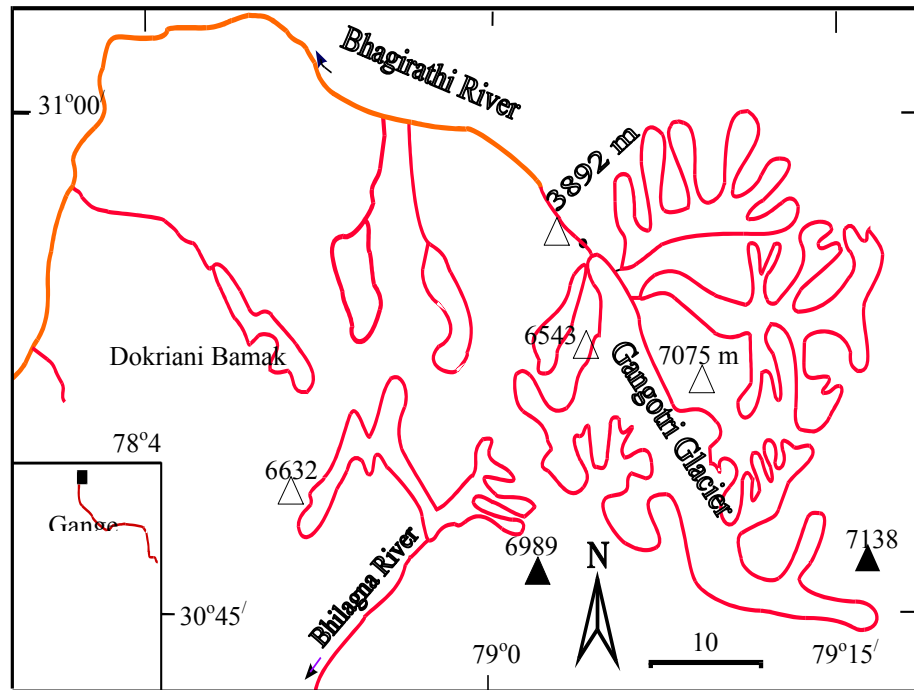 Bhagirathi River
31°00/
3892 m
6543
7075 m
Dokriani Bamak
Gangotri Glacier
78°4
6632
Gange
6989
N
7138
Bhilagna River
30°45/
79°0
10
79°15/